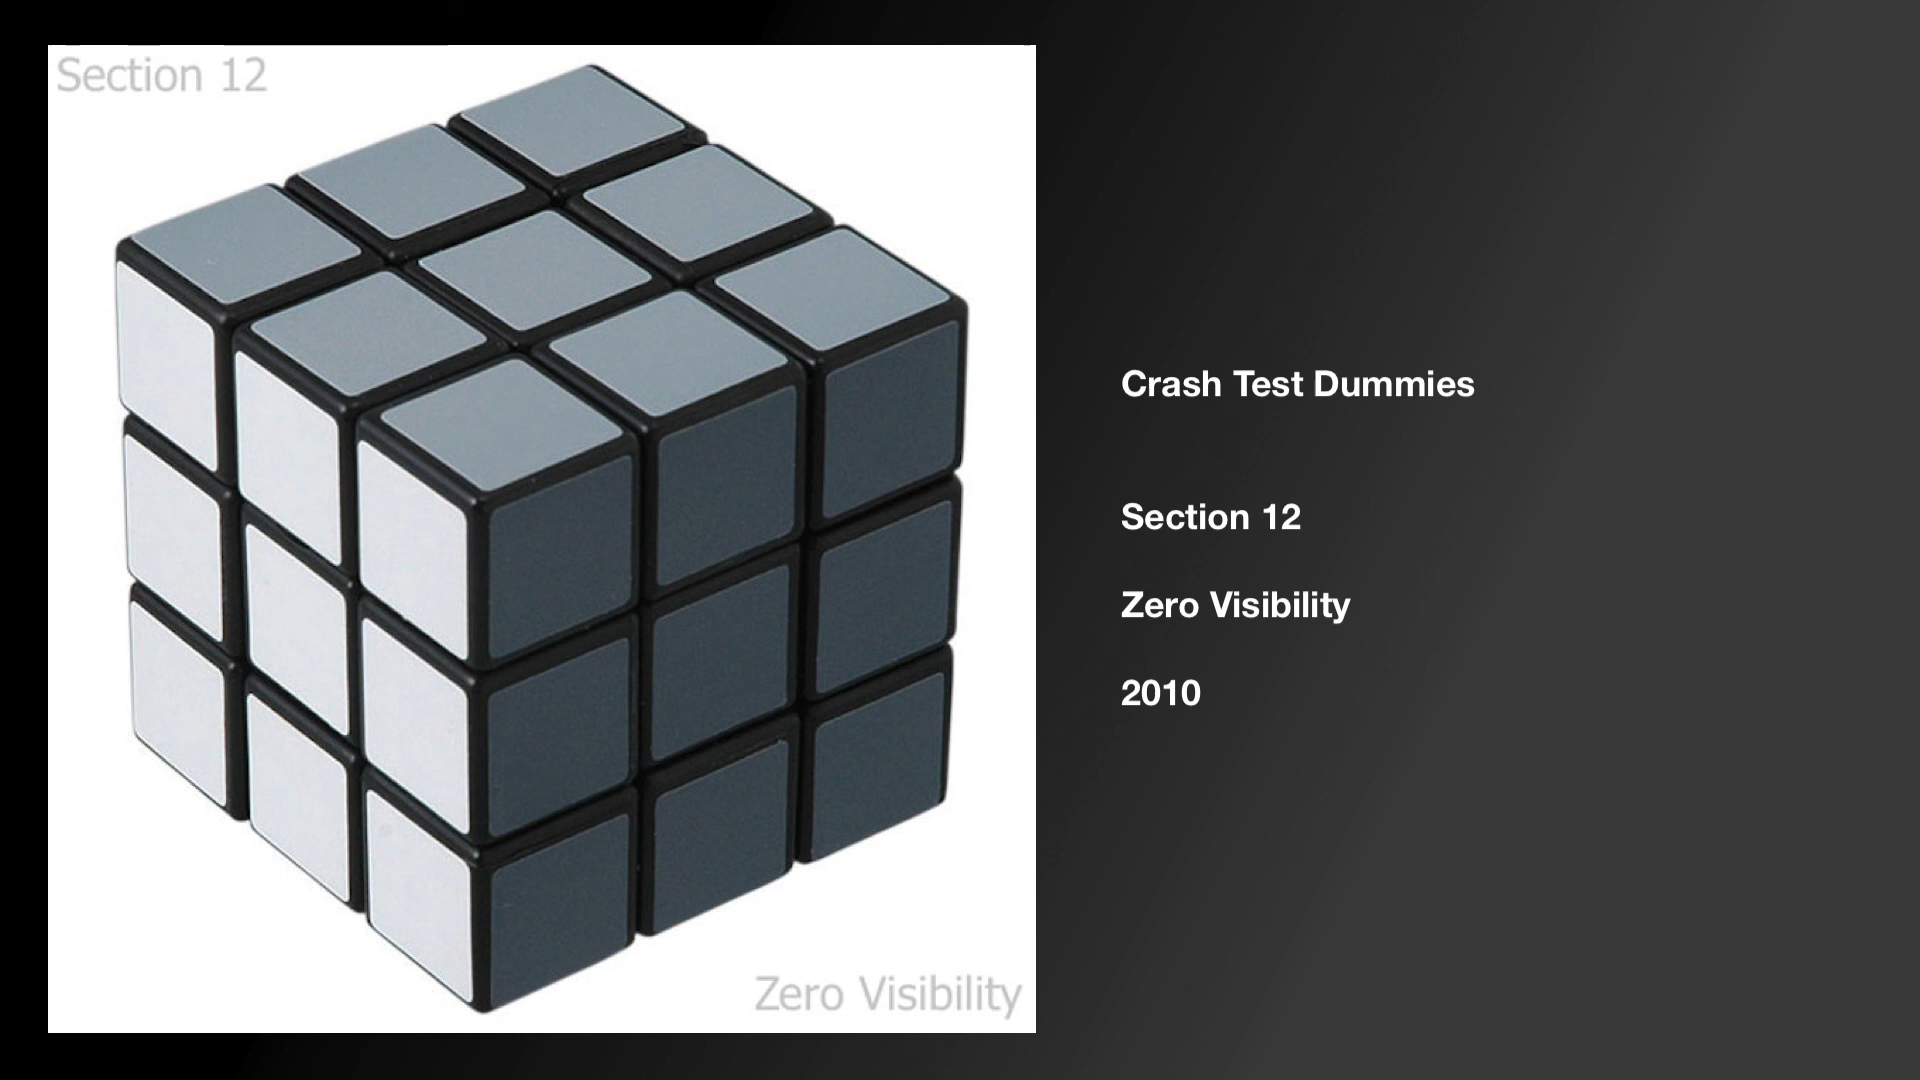 Section 12
Zero Visibility
Crash Test Dummies
Section 12
Zero Visibility
2010